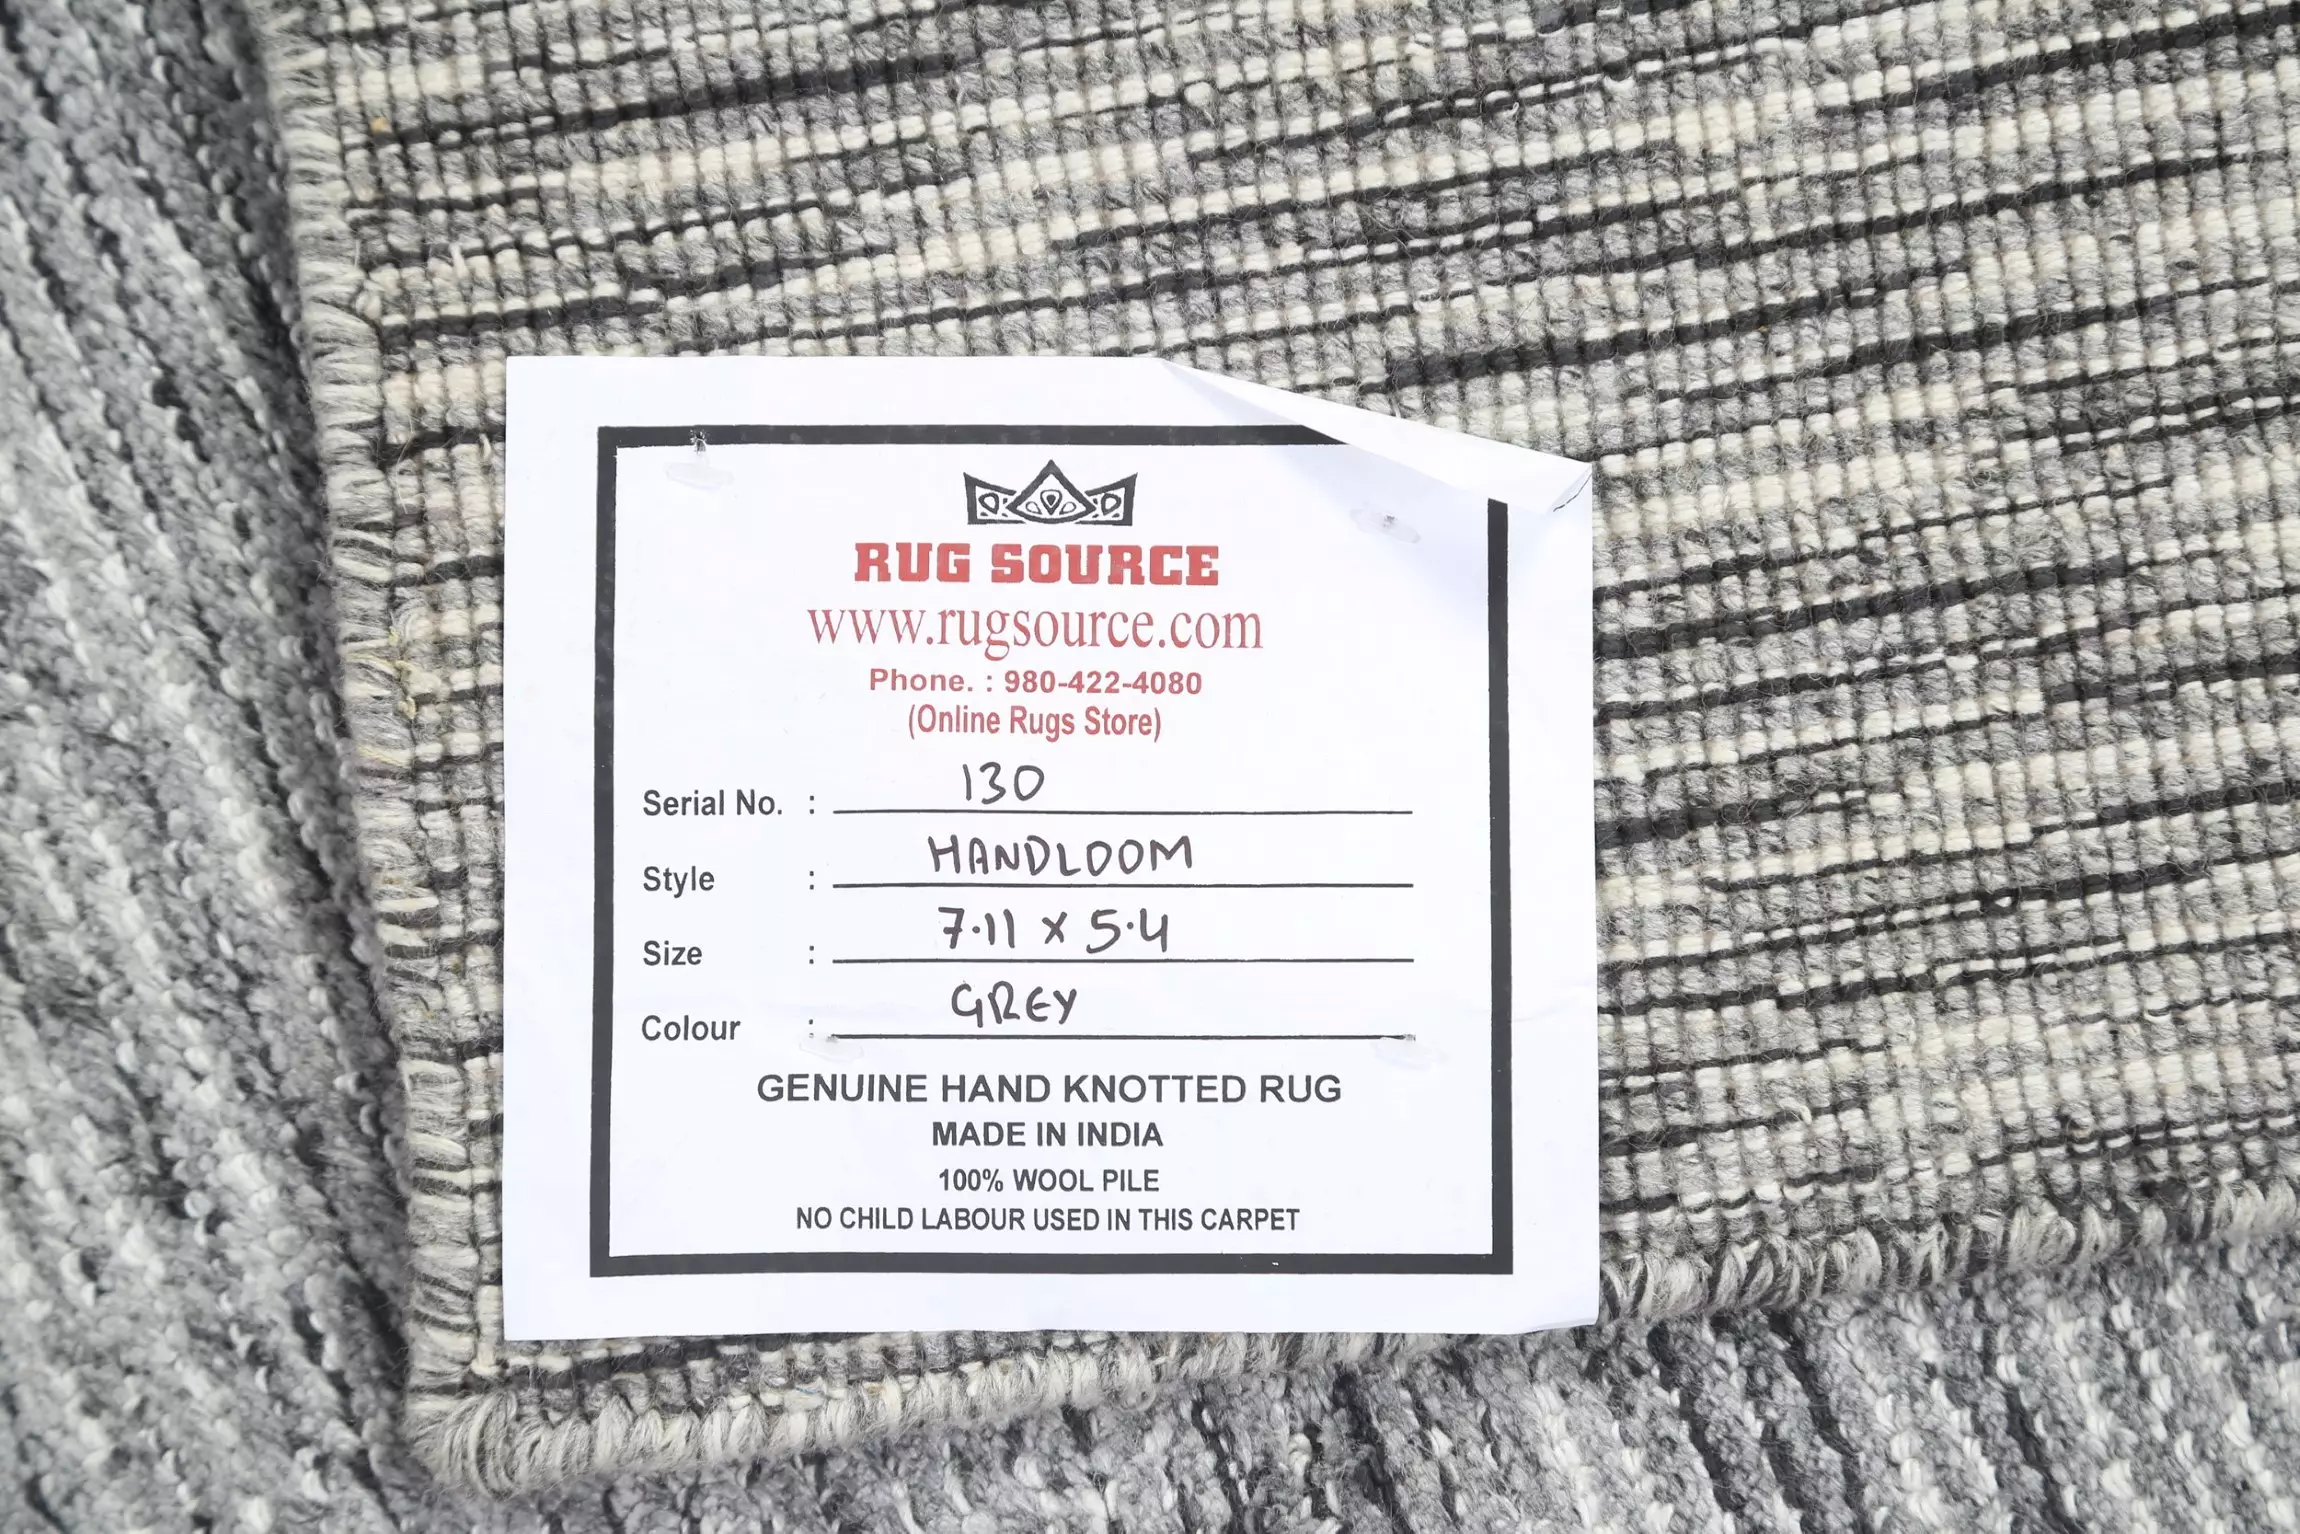 RUG SOURCE
www.rugsource.com
Phone. : 980-422-4080
(Online Rugs Store)
Serial No. : 130
Style : HANDLOOM
Size : 7.11 x 5.4
Colour : GREY
GENUINE HAND KNOTTED RUG
MADE IN INDIA
100% WOOL PILE
NO CHILD LABOUR USED IN THIS CARPET